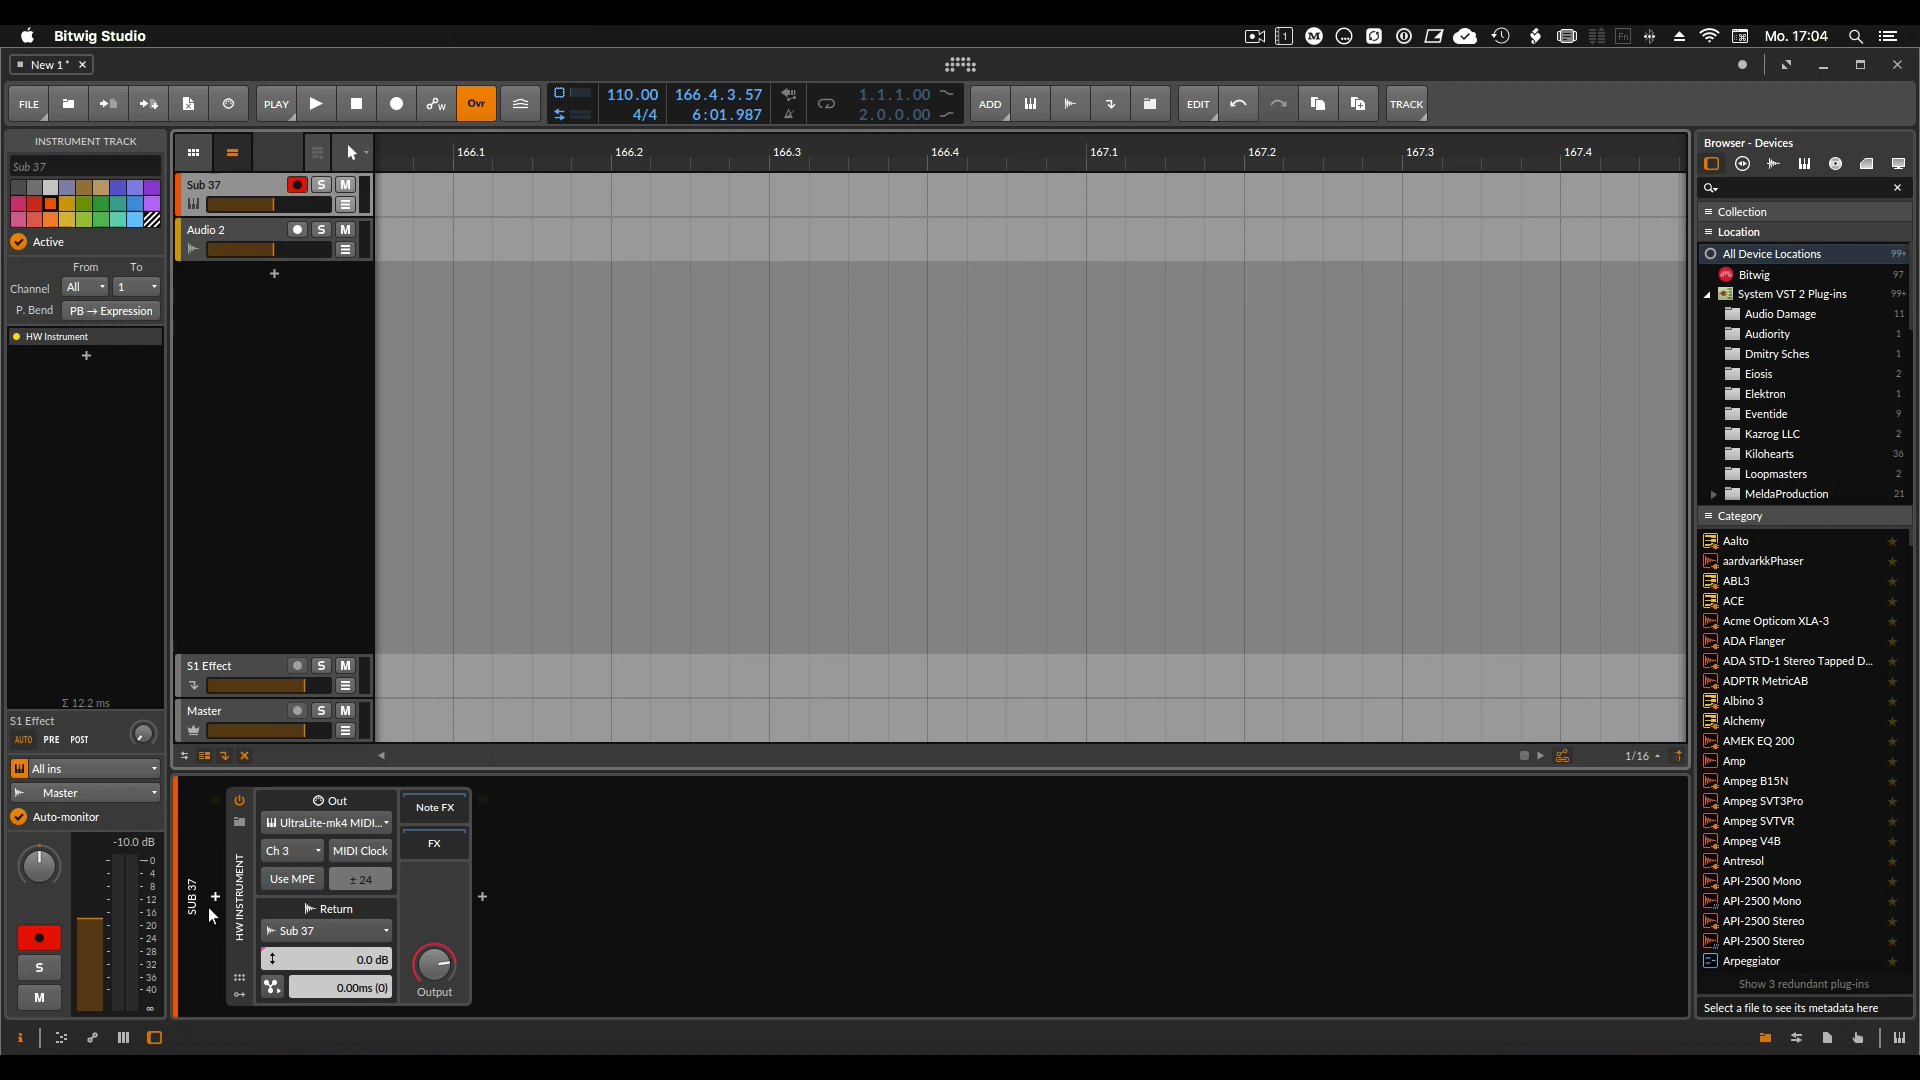 Bitwig Studio
Mo. 17:04
New 1*
FILE
PLAY
Ovr
110.00
4/4
166.4.3.57
6:01.987
1.1.1.00
2.0.0.00
ADD
EDIT
TRACK
INSTRUMENT TRACK
Sub 37
Active
From To
Channel All 1
P. Bend PB → Expression
HW Instrument
Σ 12.2 ms
S1 Effect
AUTO PRE POST
All ins
Master
Auto-monitor
-10.0 dB
0
4
8
12
16
20
24
28
32
36
40
∞
S
M
166.1 166.2 166.3 166.4 167.1 167.2 167.3 167.4
Sub 37 S M
Audio 2 S M
S1 Effect S M
Master S M
1/16
SUB 37
HW INSTRUMENT
Out
UltraLite-mk4 MIDI...
Ch 3 MIDI Clock
Use MPE ± 24
Return
Sub 37
0.0 dB
0.00ms (0)
Note FX
FX
Output
Browser - Devices
Collection
Location
All Device Locations 99+
Bitwig 97
System VST 2 Plug-ins 99+
Audio Damage 11
Audiority 1
Dmitry Sches 1
Eiosis 2
Elektron 1
Eventide 9
Kazrog LLC 2
Kilohearts 36
Loopmasters 2
MeldaProduction 21
Category
Aalto
aardvarkkPhaser
ABL3
ACE
Acme Opticom XLA-3
ADA Flanger
ADA STD-1 Stereo Tapped D...
ADPTR MetricAB
Albino 3
Alchemy
AMEK EQ 200
Amp
Ampeg B15N
Ampeg SVT3Pro
Ampeg SVTVR
Ampeg V4B
Antresol
API-2500 Mono
API-2500 Mono
API-2500 Stereo
API-2500 Stereo
Arpeggiator
Show 3 redundant plug-ins
Select a file to see its metadata here